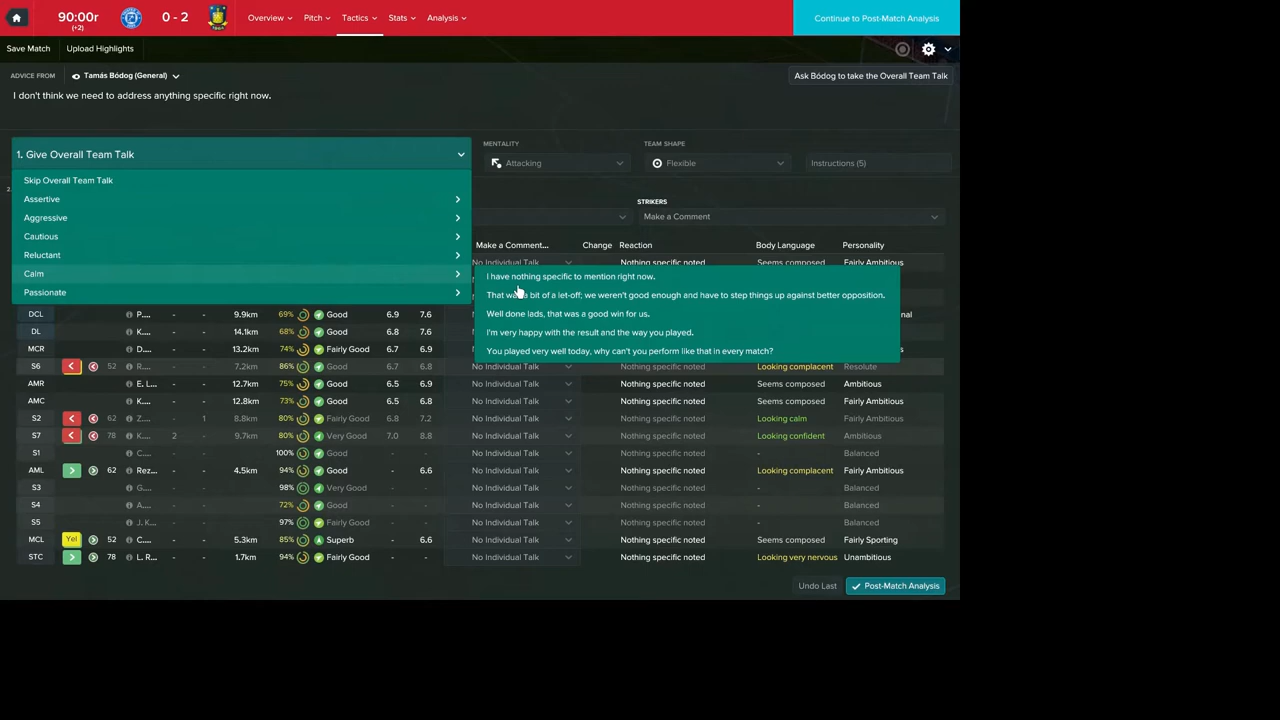 90:00r
(+2)
0 - 2
Overview
Pitch
Tactics
Stats
Analysis
Continue to Post-Match Analysis
Save Match
Upload Highlights
ADVICE FROM
Tamás Bódog (General)
Ask Bódog to take the Overall Team Talk
I don't think we need to address anything specific right now.
1. Give Overall Team Talk
MENTALITY
Attacking
TEAM SHAPE
Flexible
Instructions (5)
Skip Overall Team Talk
Assertive
Aggressive
Cautious
Reluctant
Calm
Passionate
2.
STRIKERS
Make a Comment
Make a Comment... Change Reaction Body Language Personality
No Individual Talk Nothing specific noted Seems composed Fairly Ambitious
I have nothing specific to mention right now.
That was a bit of a let-off; we weren't good enough and have to step things up against better opposition.
Well done lads, that was a good win for us.
I'm very happy with the result and the way you played.
You played very well today, why can't you perform like that in every match?
DCL P.... - - 9.9km 69% Good 6.9 7.6
DL K.... - - 14.1km 68% Good 6.8 7.6
MCR D.... - - 13.2km 74% Fairly Good 6.7 6.9
S6 52 R.... - - 7.2km 86% Good 6.7 6.8 No Individual Talk Nothing specific noted Looking complacent Resolute
AMR E. L... - - 12.7km 75% Good 6.5 6.9 No Individual Talk Nothing specific noted Seems composed Ambitious
AMC K.... - - 12.8km 73% Good 6.5 6.8 No Individual Talk Nothing specific noted Seems composed Fairly Ambitious
S2 62 Z.... - 1 8.4km 80% Fairly Good 6.8 7.2 No Individual Talk Nothing specific noted Looking calm Fairly Ambitious
S7 78 K.... 2 - 9.7km 80% Very Good 7.0 8.8 No Individual Talk Nothing specific noted Looking confident Ambitious
S1 C.... - - 100% Good - - No Individual Talk Nothing specific noted - Balanced
AML 62 Rez... - - 4.5km 94% Good - 6.6 No Individual Talk Nothing specific noted Looking complacent Fairly Ambitious
S3 G.... - - 98% Very Good - - No Individual Talk Nothing specific noted - Balanced
S4 A.... - - 72% Good - - No Individual Talk Nothing specific noted - Balanced
S5 J. K... - - 97% Fairly Good - - No Individual Talk Nothing specific noted - Balanced
MCL Yel 52 C.... - - 5.3km 85% Superb - 6.6 No Individual Talk Nothing specific noted Seems composed Fairly Sporting
STC 78 L. R... - - 1.7km 94% Fairly Good - - No Individual Talk Nothing specific noted Looking very nervous Unambitious
Undo Last
Post-Match Analysis